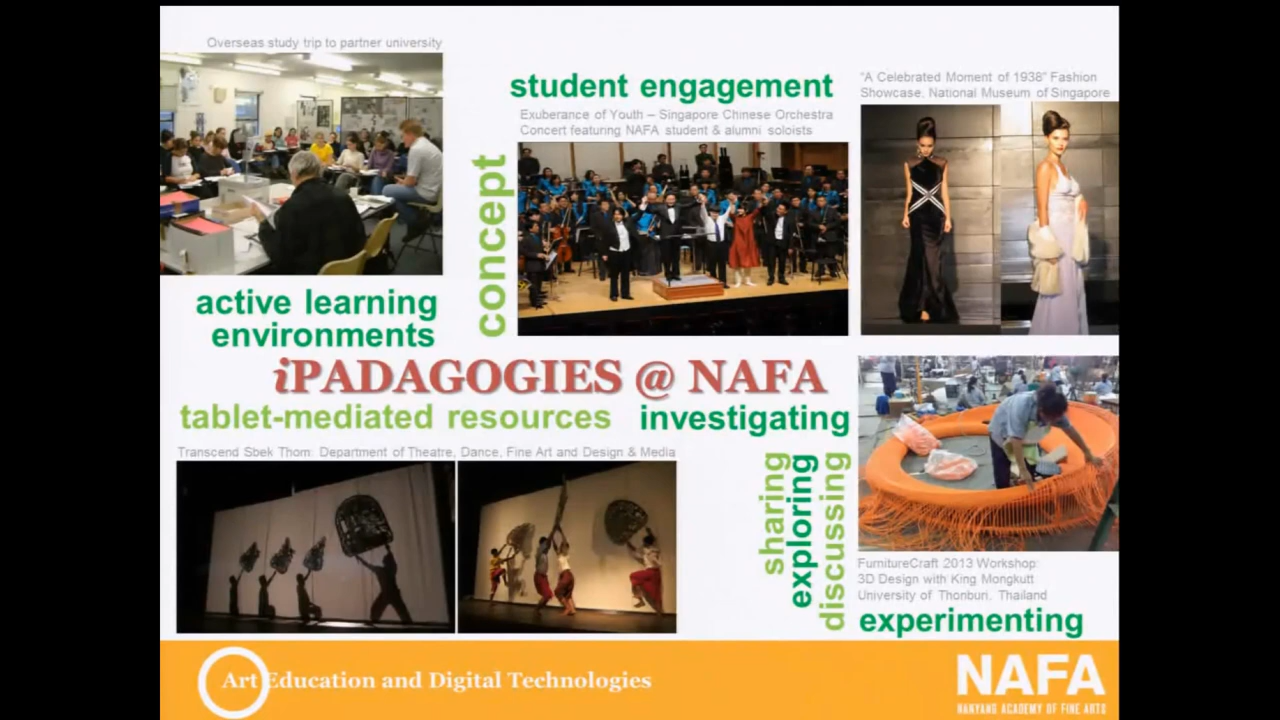 Overseas study trip to partner university
student engagement
Exuberance of Youth – Singapore Chinese Orchestra
Concert featuring NAFA student & alumni soloists
"A Celebrated Moment of 1938" Fashion
Showcase, National Museum of Singapore
concept
active learning
environments
iPADAGOGIES @ NAFA
tablet-mediated resources
investigating
Transcend Sbek Thom: Department of Theatre, Dance, Fine Art and Design & Media
sharing
exploring
discussing
FurnitureCraft 2013 Workshop:
3D Design with King Mongkutt
University of Thonburi, Thailand
experimenting
Art Education and Digital Technologies
NAFA
NANYANG ACADEMY OF FINE ARTS